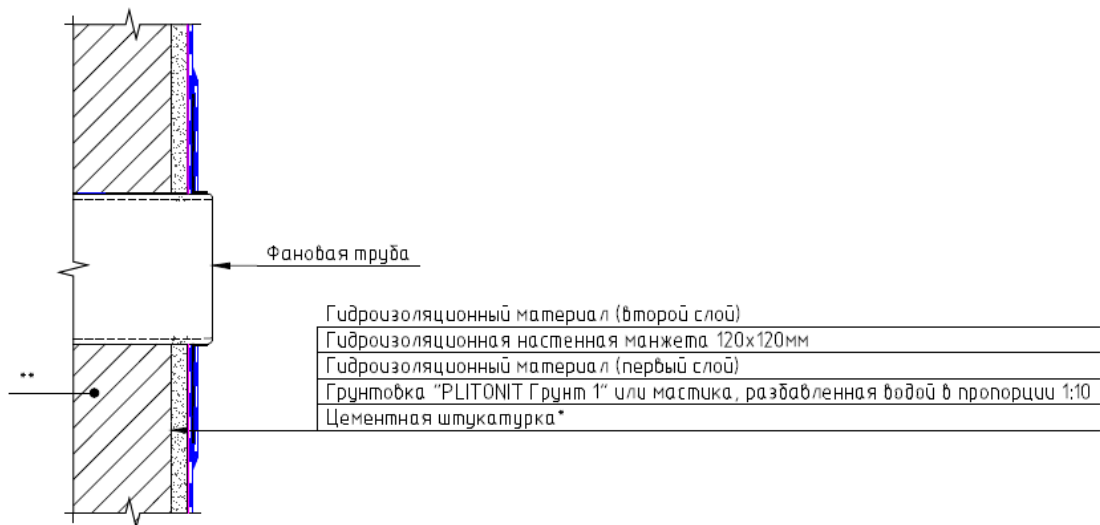 Фановая труба
Гидроизоляционный материал (второй слой)
Гидроизоляционная настенная манжета 120х120мм
Гидроизоляционный материал (первый слой)
Грунтовка "PLITONIT Грунт 1" или мастика, разбавленная водой в пропорции 1:10
**
Цементная штукатурка*